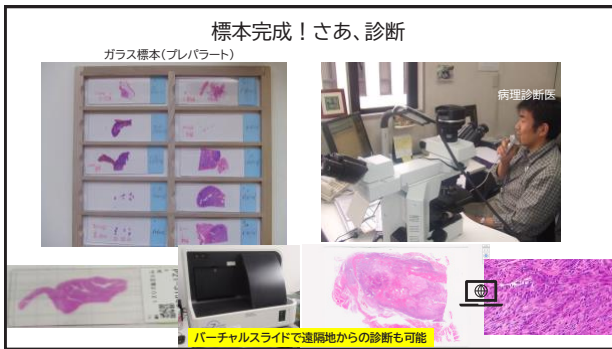 標本完成！さあ、診断
ガラス標本（プレパラート）
病理診断医
バーチャルスライドで遠隔地からの診断も可能